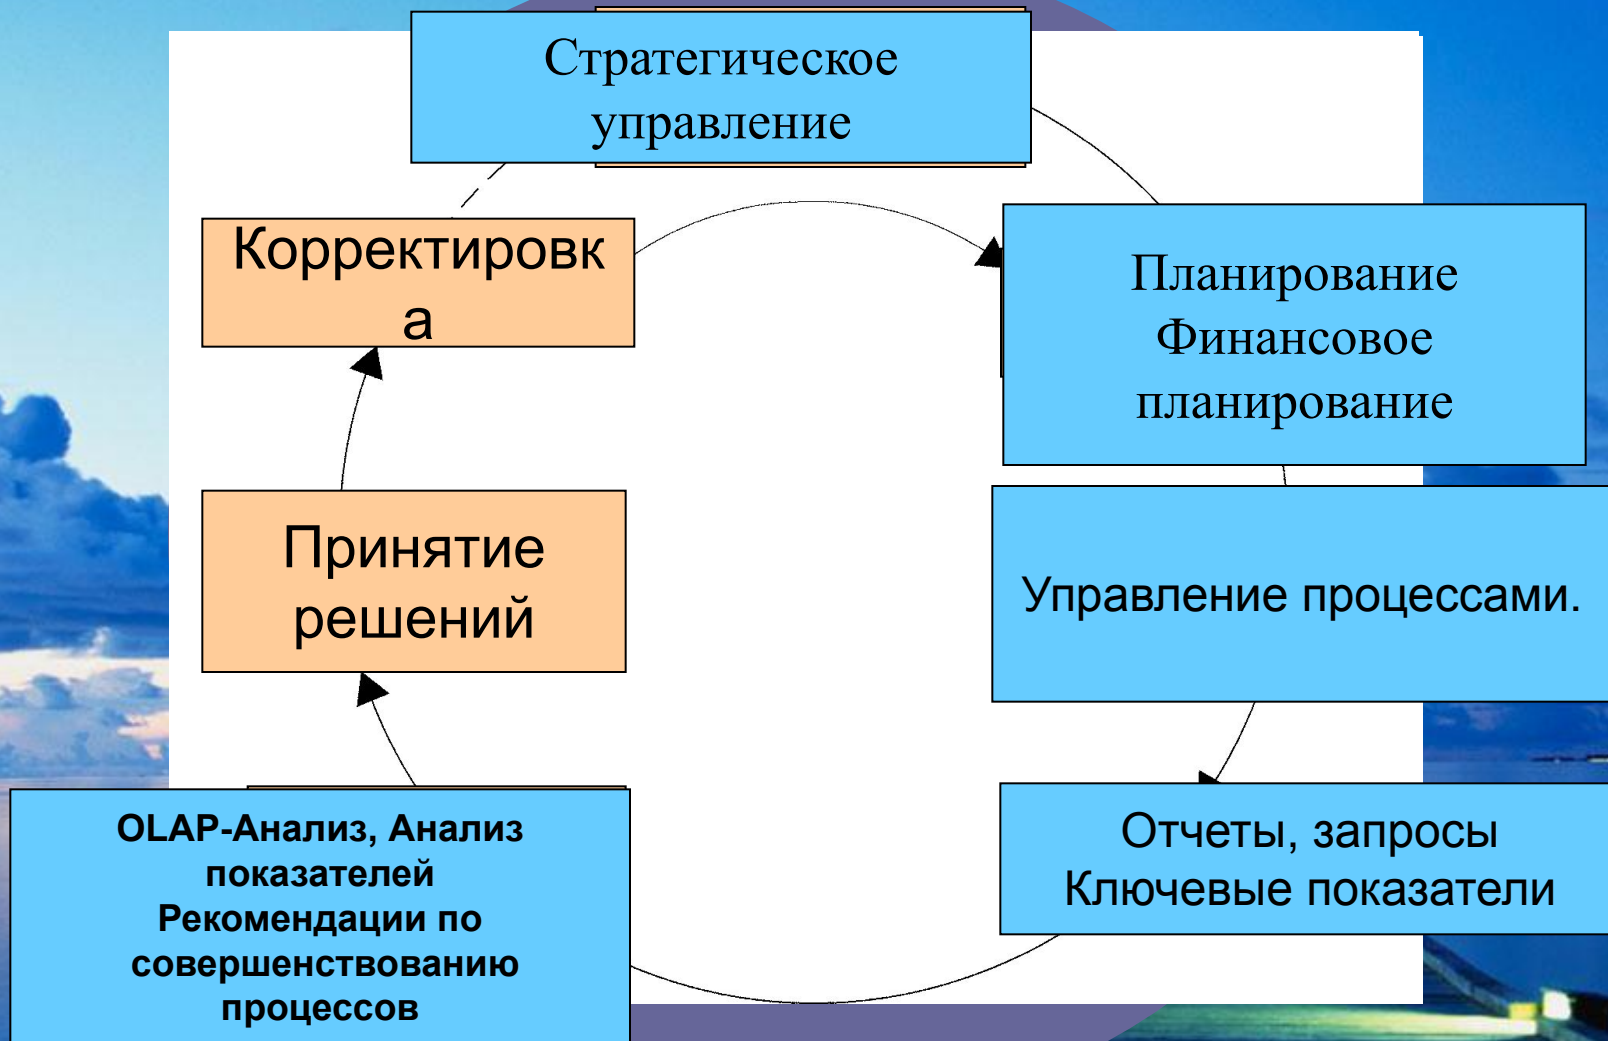 Стратегическое
управление
Корректировк
а
Планирование
Финансовое
планирование
Принятие
решений
Управление процессами.
OLAP-Анализ, Анализ
показателей
Рекомендации по
совершенствованию
процессов
Отчеты, запросы
Ключевые показатели